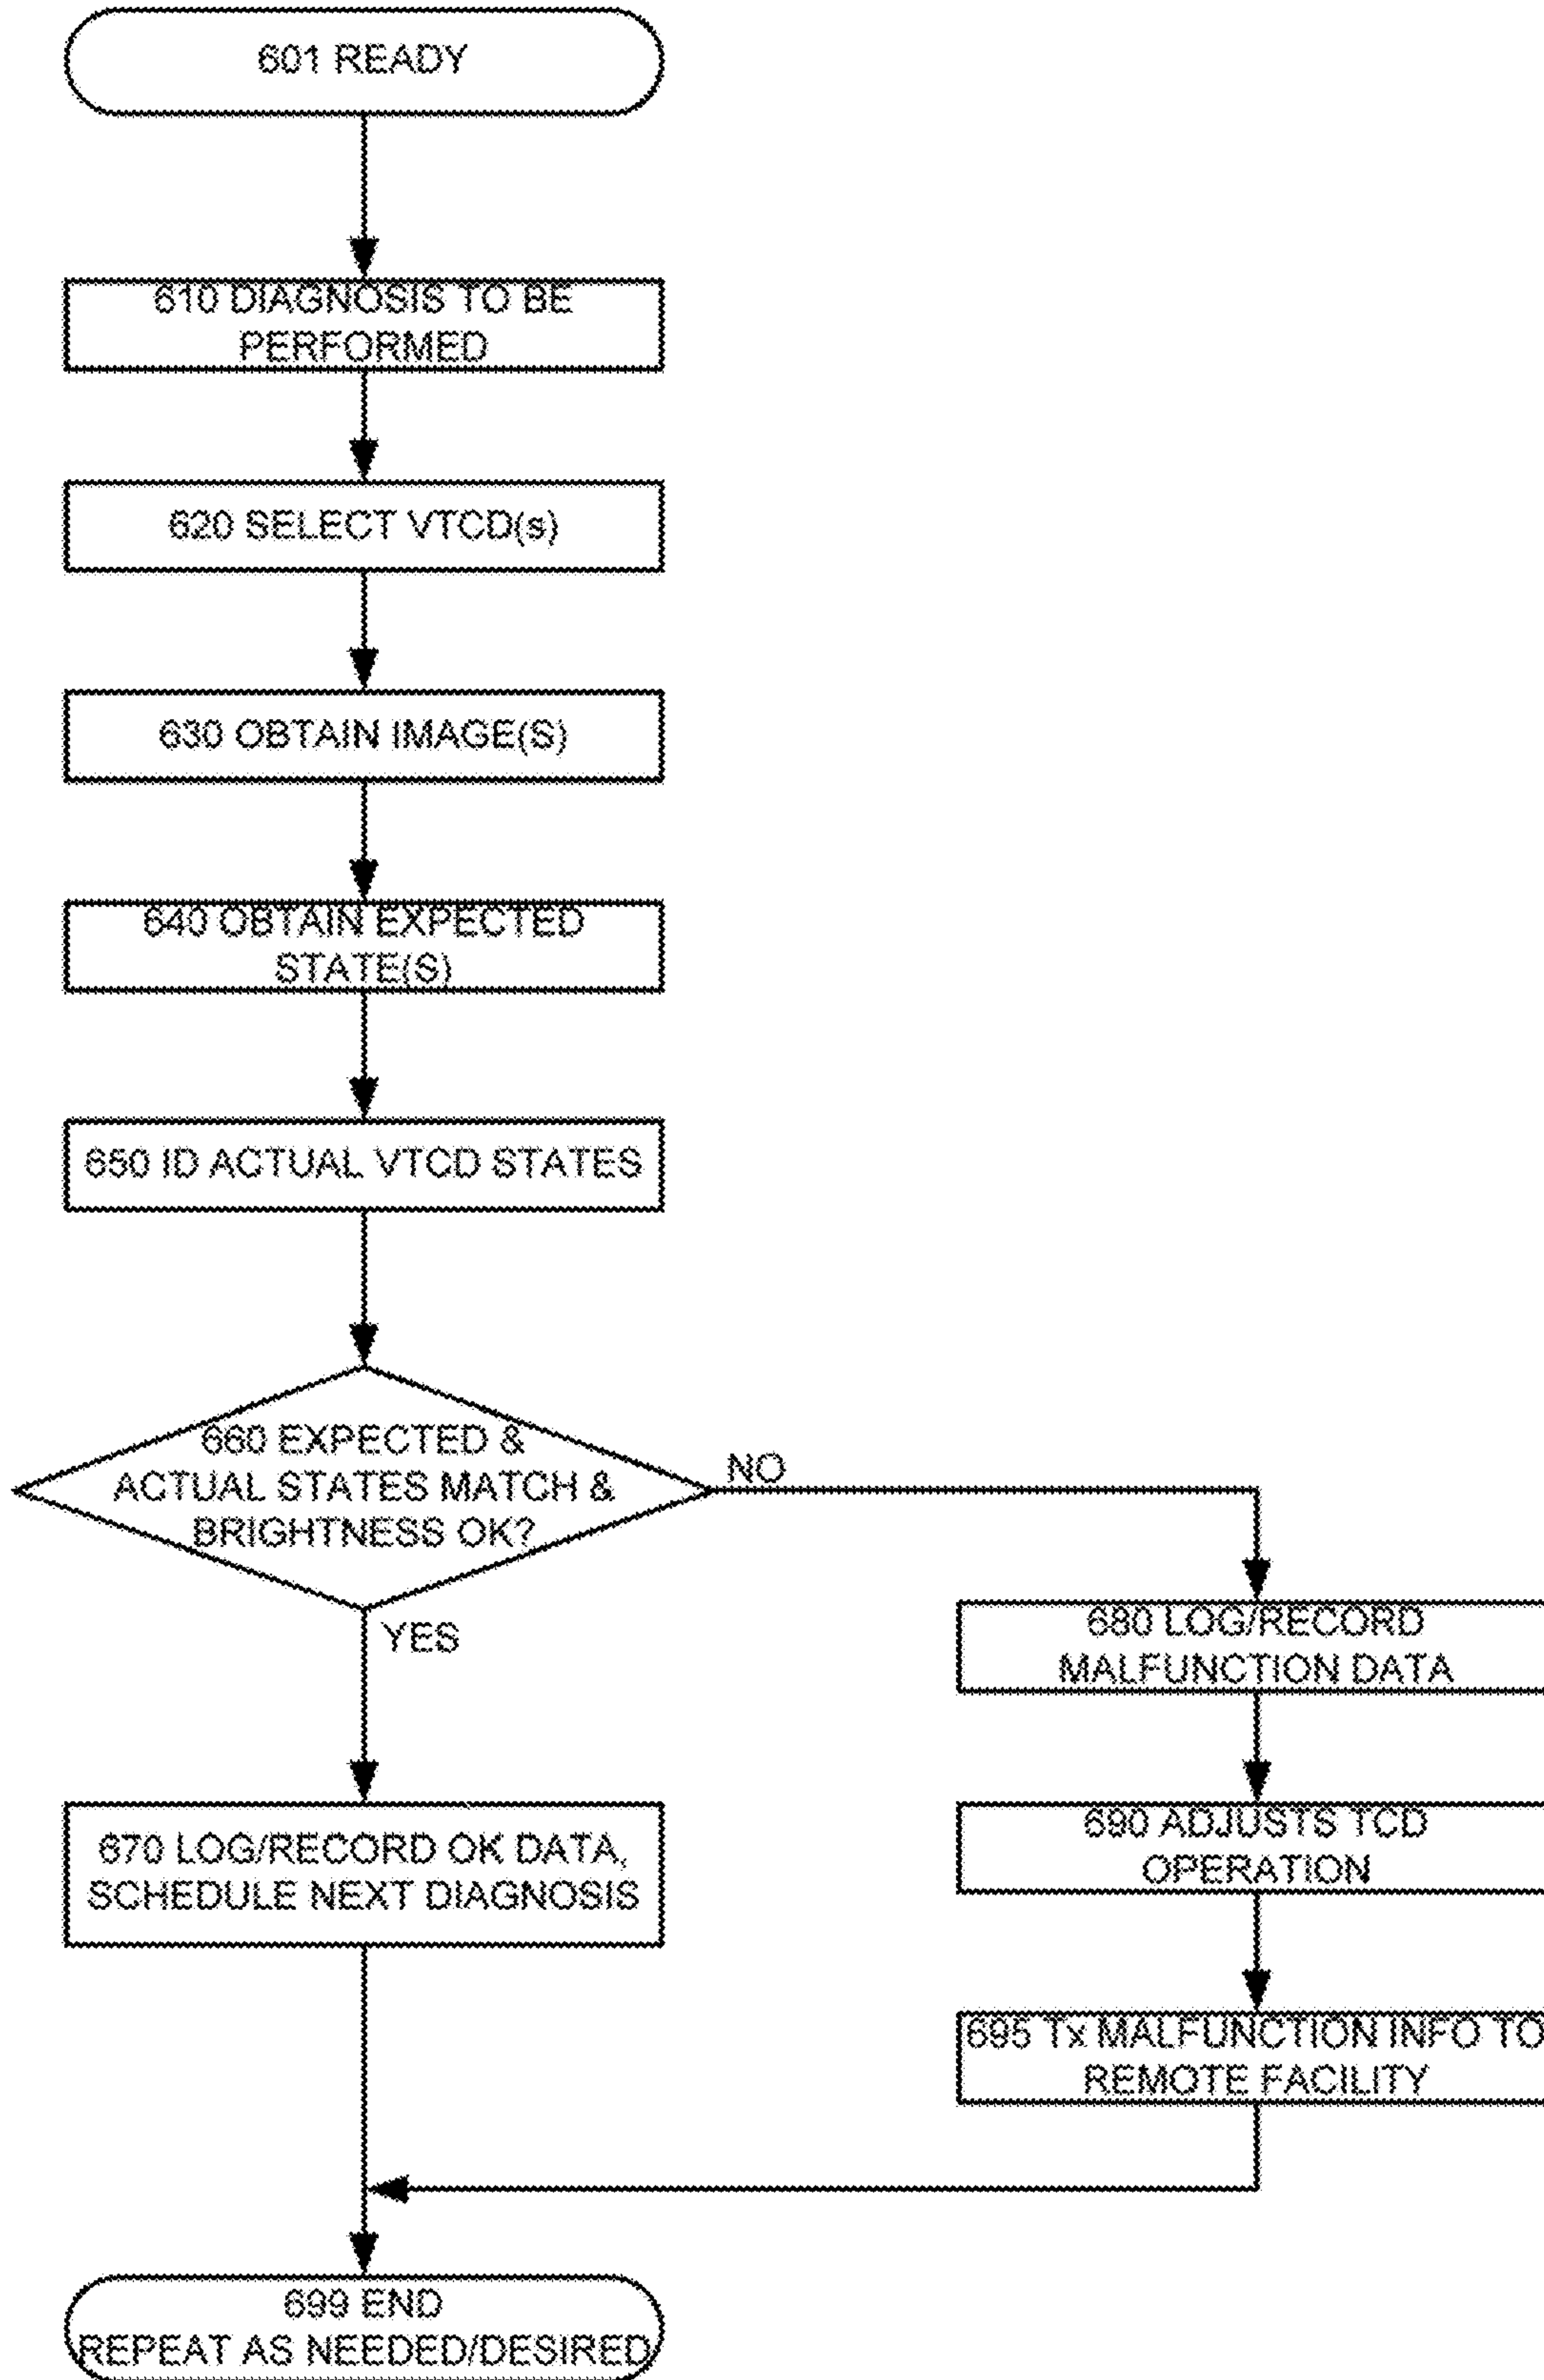 601 READY
610 DIAGNOSIS TO BE
PERFORMED
620 SELECT VTCD(s)
630 OBTAIN IMAGE(S)
640 OBTAIN EXPECTED
STATE(S)
650 ID ACTUAL VTCD STATES
660 EXPECTED &
ACTUAL STATES MATCH &
BRIGHTNESS OK?
NO
YES
680 LOG/RECORD
MALFUNCTION DATA
670 LOG/RECORD OK DATA,
SCHEDULE NEXT DIAGNOSIS
690 ADJUSTS TCD
OPERATION
695 Tx MALFUNCTION INFO TO
REMOTE FACILITY
699 END
REPEAT AS NEEDED/DESIRED